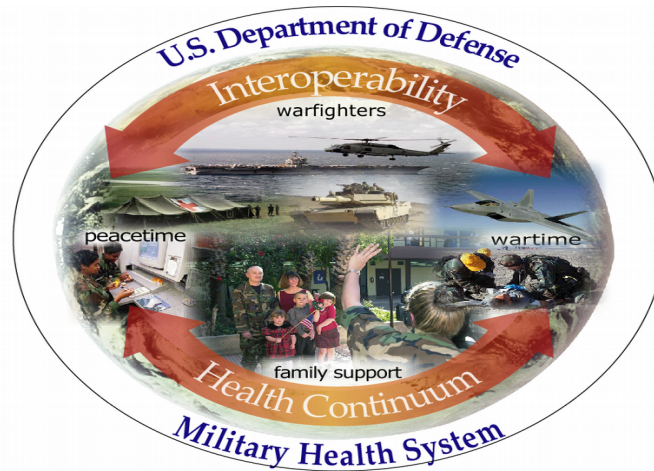 U.S. Department of Defense
Interoperability
warfighters
peacetime
wartime
family support
Health Continuum
Military Health System